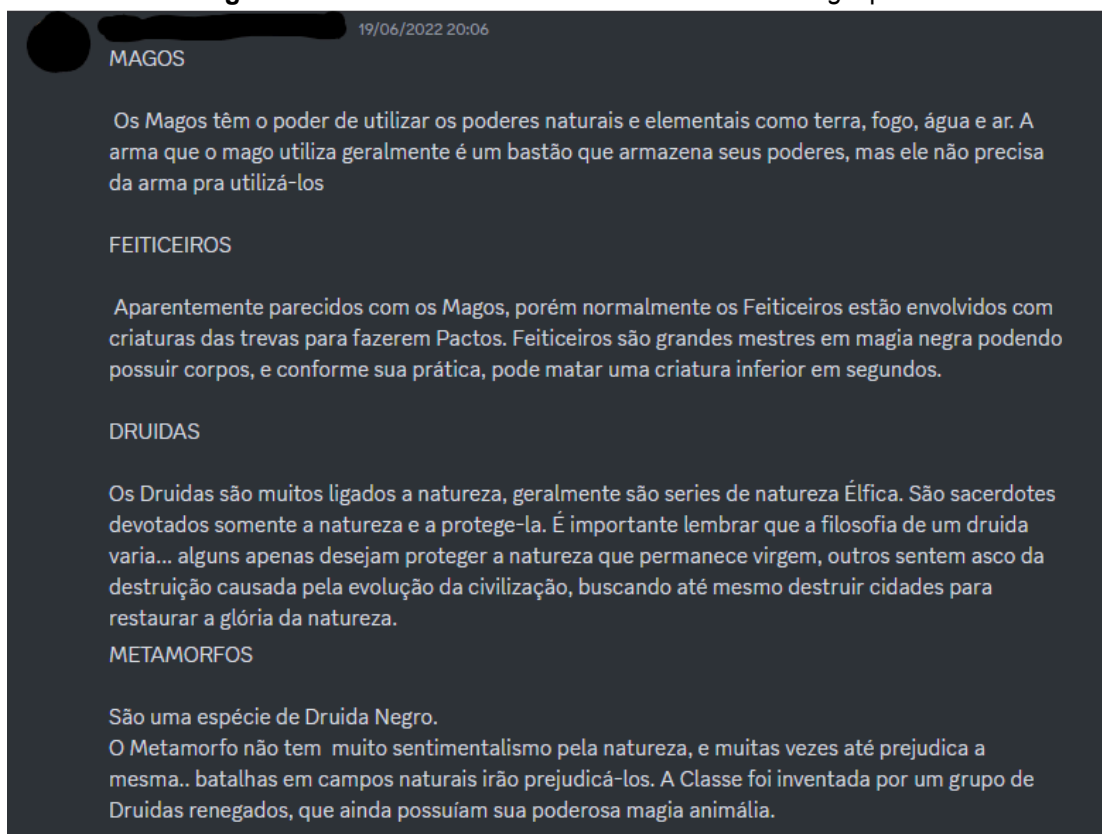 19/06/2022 20:06
MAGOS
Os Magos têm o poder de utilizar os poderes naturais e elementais como terra, fogo, água e ar. A
arma que o mago utiliza geralmente é um bastão que armazena seus poderes, mas ele não precisa
da arma pra utilizá-los
FEITICEIROS
Aparentemente parecidos com os Magos, porém normalmente os Feiticeiros estão envolvidos com
criaturas das trevas para fazerem Pactos. Feiticeiros são grandes mestres em magia negra podendo
possuir corpos, e conforme sua prática, pode matar uma criatura inferior em segundos.
DRUIDAS
Os Druidas são muitos ligados a natureza, geralmente são series de natureza Élfica. São sacerdotes
devotados somente a natureza e a protege-la. É importante lembrar que a filosofia de um druida
varia... alguns apenas desejam proteger a natureza que permanece virgem, outros sentem asco da
destruição causada pela evolução da civilização, buscando até mesmo destruir cidades para
restaurar a glória da natureza.
METAMORFOS
São uma espécie de Druida Negro.
O Metamorfo não tem muito sentimentalismo pela natureza, e muitas vezes até prejudica a
mesma.. batalhas em campos naturais irão prejudicá-los. A Classe foi inventada por um grupo de
Druidas renegados, que ainda possuíam sua poderosa magia animália.